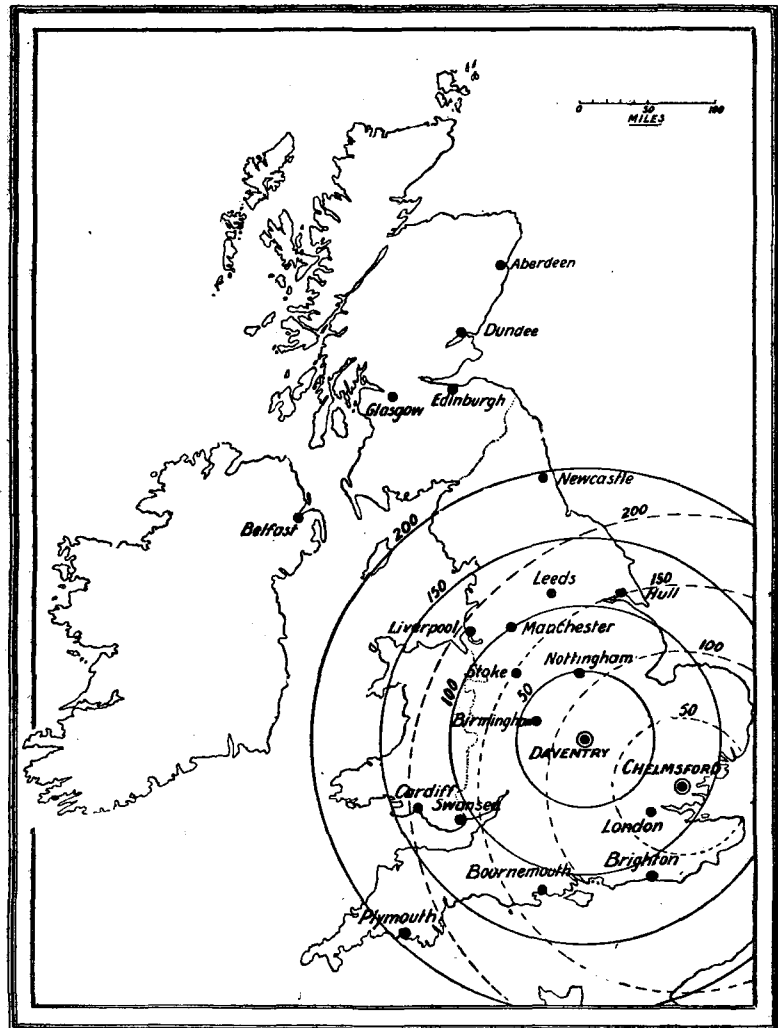 0 50 100
MILES
Aberdeen
Dundee
Edinburgh
Glasgow
Newcastle
Belfast
200
200
150
Leeds
150
Hull
Liverpool
Manchester
100
Stoke
Nottingham
100
50
50
Birmingham
DAVENTRY
CHELMSFORD
Cardiff
Swansea
London
Bournemouth
Brighton
Plymouth